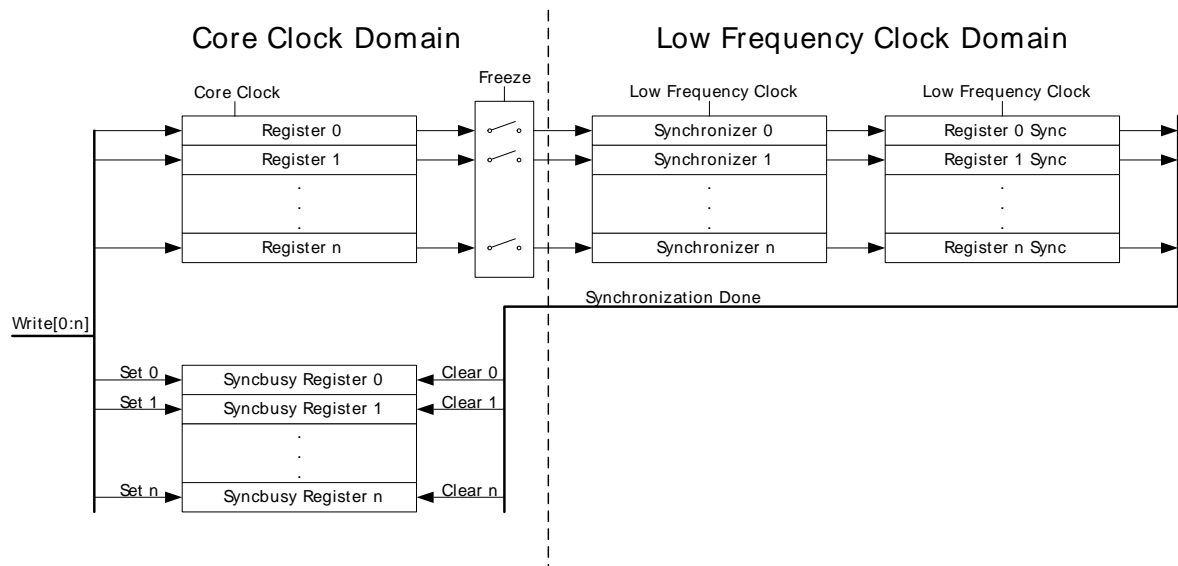 Core Clock Domain
Low Frequency Clock Domain
Freeze
Core Clock
Low Frequency Clock
Low Frequency Clock
Register 0
Synchronizer 0
Register 0 Sync
Register 1
Synchronizer 1
Register 1 Sync
.
.
.
.
.
.
.
.
.
Register n
Synchronizer n
Register n Sync
Synchronization Done
Write[0:n]
Set 0
Syncbusy Register 0
Clear 0
Set 1
Syncbusy Register 1
Clear 1
.
.
.
Set n
Syncbusy Register n
Clear n